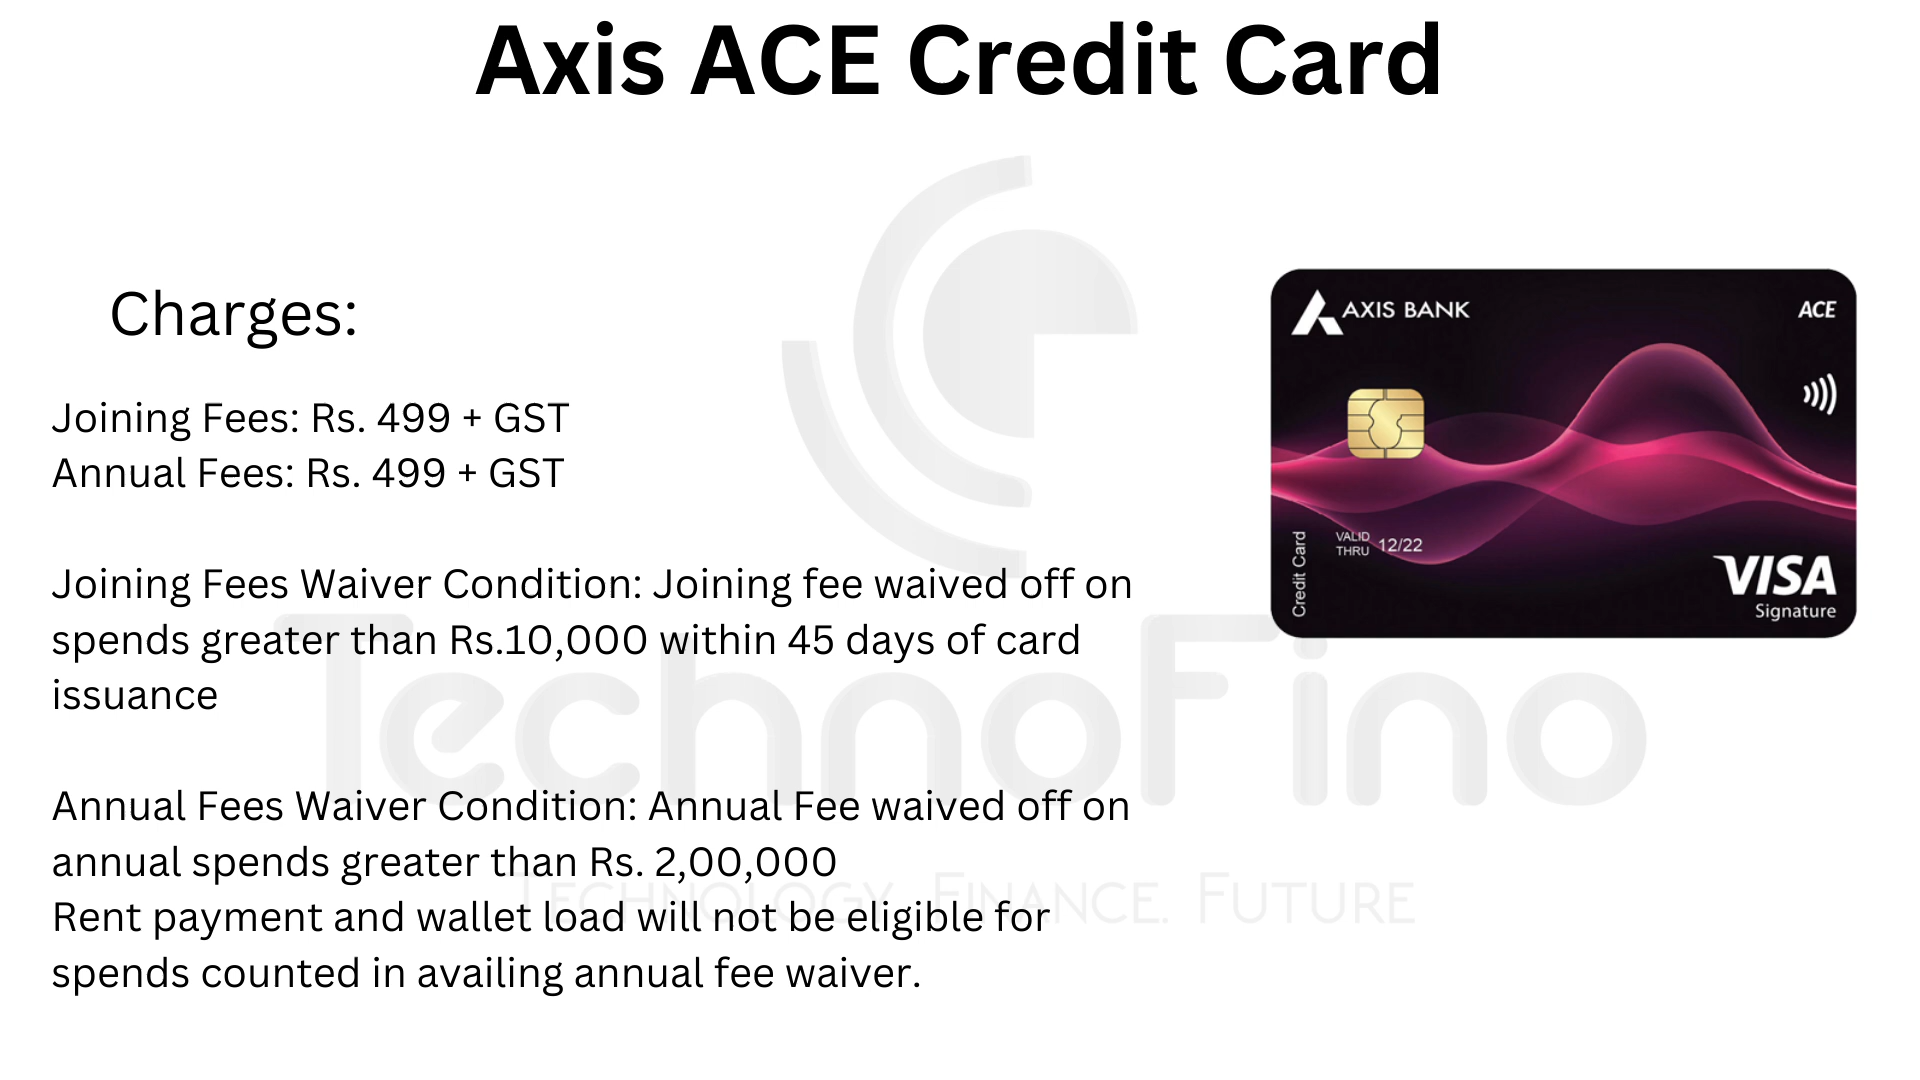 Axis ACE Credit Card
Charges:
Joining Fees: Rs. 499 + GST
Annual Fees: Rs. 499 + GST
Joining Fees Waiver Condition: Joining fee waived off on
spends greater than Rs.10,000 within 45 days of card
issuance
Annual Fees Waiver Condition: Annual Fee waived off on
annual spends greater than Rs. 2,00,000
Rent payment and wallet load will not be eligible for
spends counted in availing annual fee waiver.
AXIS BANK
ACE
Credit Card
VALID
THRU 12/22
VISA
Signature
TechnoFino
TECHNOLOGY. FINANCE. FUTURE